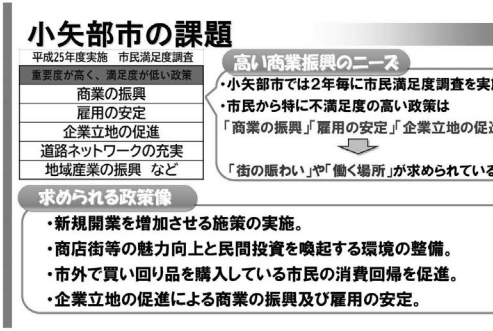 小矢部市の課題
平成25年度実施 市民満足度調査
重要度が高く、満足度が低い政策
商業の振興
雇用の安定
企業立地の促進
道路ネットワークの充実
地域産業の振興 など
高い商業振興のニーズ
・小矢部市では2年毎に市民満足度調査を実
・市民から特に不満足度の高い政策は
「商業の振興」「雇用の安定」「企業立地の促
「街の賑わい」や「働く場所」が求められている
求められる政策像
・新規開業を増加させる施策の実施。
・商店街等の魅力向上と民間投資を喚起する環境の整備。
・市外で買い回り品を購入している市民の消費回帰を促進。
・企業立地の促進による商業の振興及び雇用の安定。